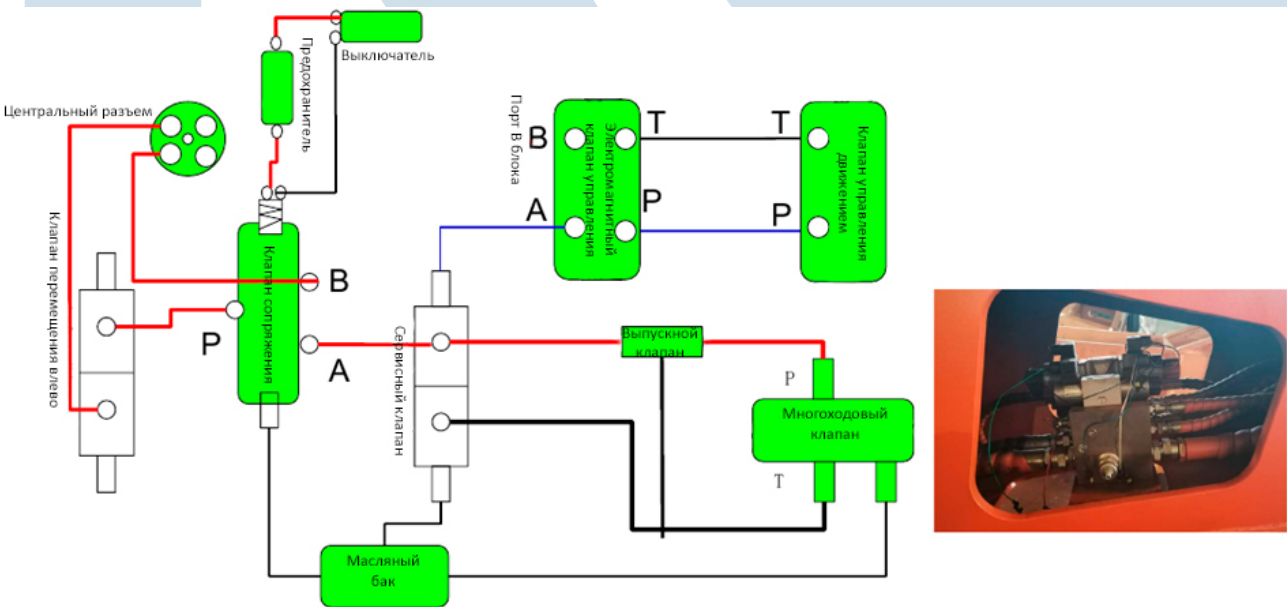 Выключатель
Предохранитель
Центральный разъем
Порт В блока
B
A
Электромагнитный
клапан управления
T
P
T
P
Клапан управления
движением
Клапан перемещения влево
Клапан сопряжения
B
P
A
Сервисный клапан
Выпускной
клапан
P
Многоходовый
клапан
T
Масляный
бак